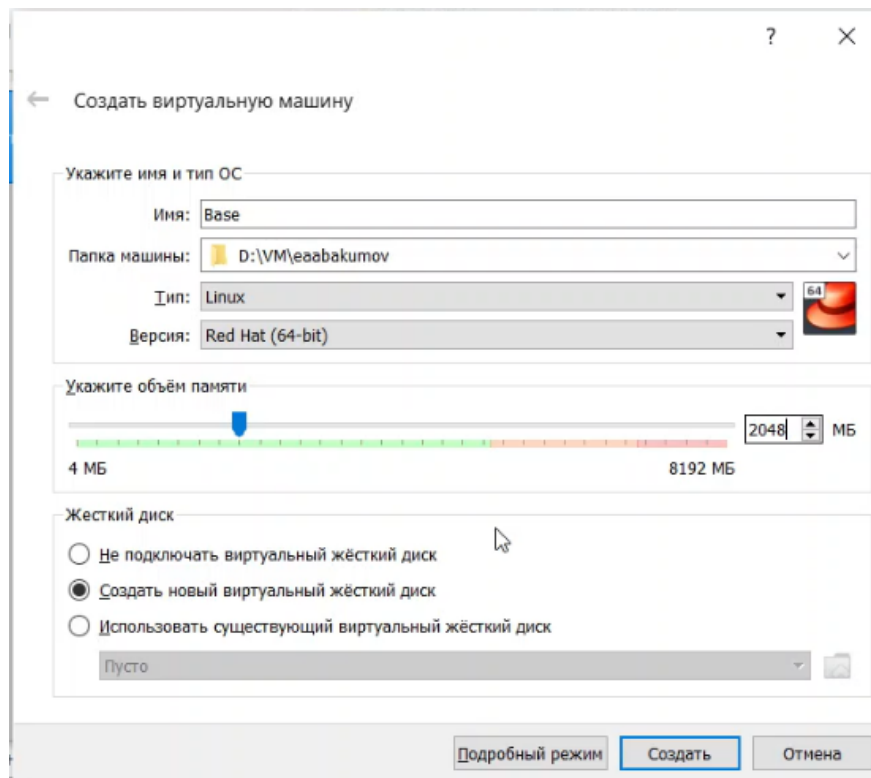 ?
Создать виртуальную машину
Укажите имя и тип ОС
Имя: Base
Папка машины: D:\VM\eaabakumov
Тип: Linux
64
Версия: Red Hat (64-bit)
Укажите объём памяти
2048 МБ
4 МБ 8192 МБ
Жесткий диск
Не подключать виртуальный жёсткий диск
Создать новый виртуальный жёсткий диск
Использовать существующий виртуальный жёсткий диск
Пусто
Подробный режим Создать Отмена